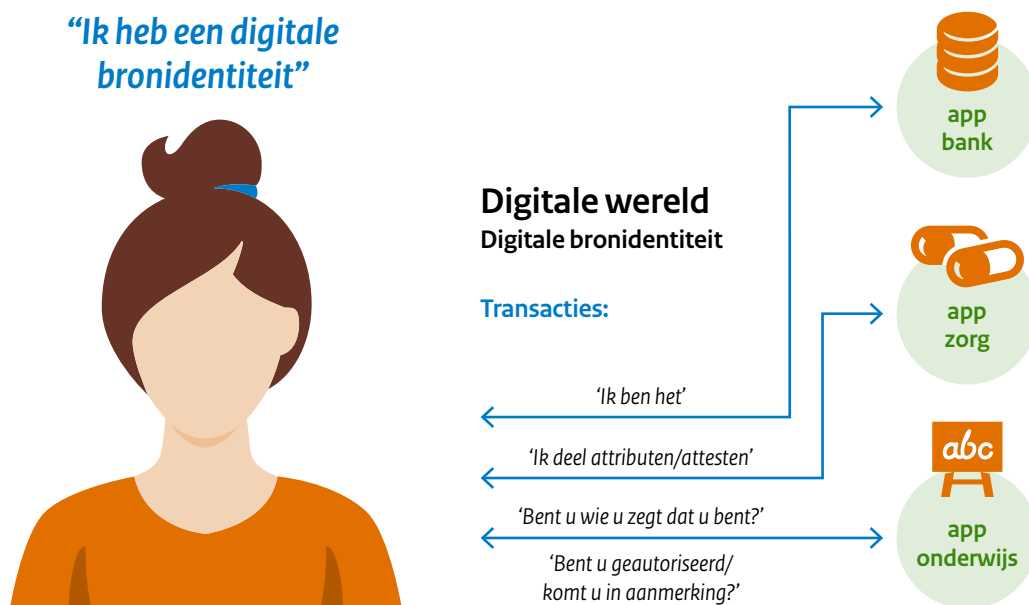 “Ik heb een digitale
bronidentiteit”
Digitale wereld
Digitale bronidentiteit
Transacties:
‘Ik ben het’
‘Ik deel attributen/attesten’
‘Bent u wie u zegt dat u bent?’
‘Bent u geautoriseerd/
komt u in aanmerking?’
app
bank
app
zorg
abc
app
onderwijs